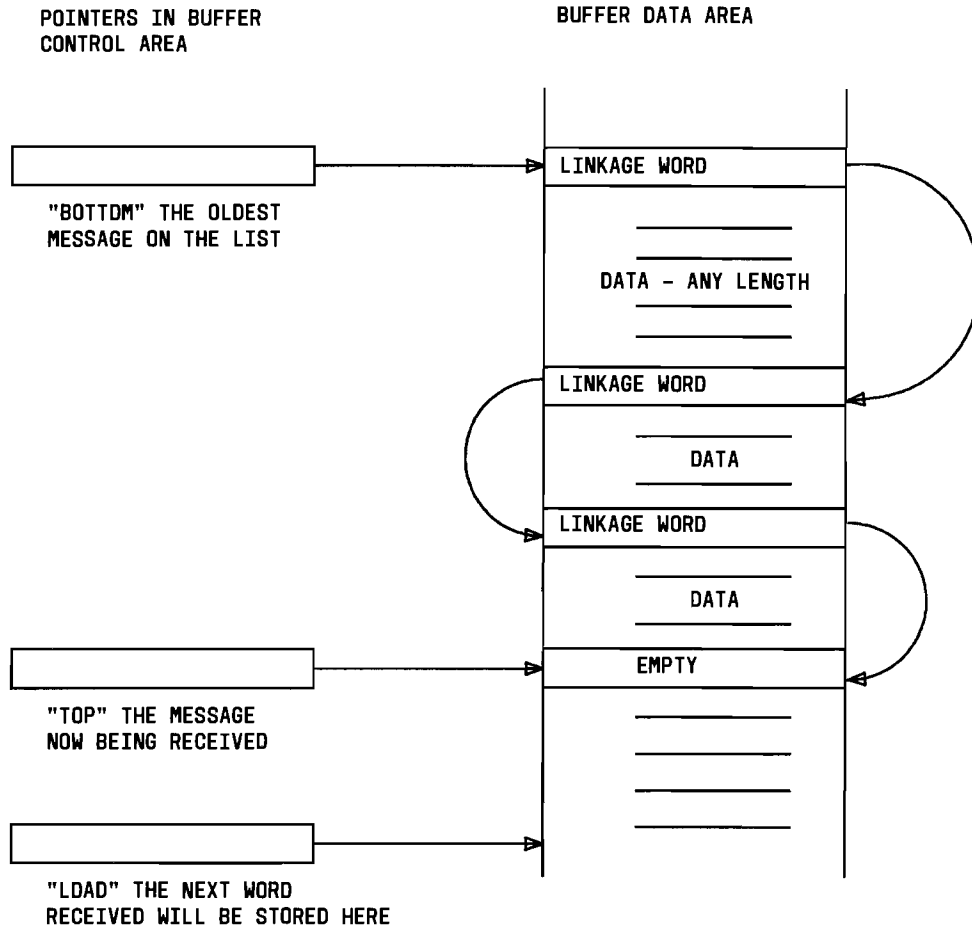 POINTERS IN BUFFER
CONTROL AREA
BUFFER DATA AREA
LINKAGE WORD
"BOTTDM" THE OLDEST
MESSAGE ON THE LIST
DATA – ANY LENGTH
LINKAGE WORD
DATA
LINKAGE WORD
DATA
EMPTY
"TOP" THE MESSAGE
NOW BEING RECEIVED
"LDAD" THE NEXT WORD
RECEIVED WILL BE STORED HERE